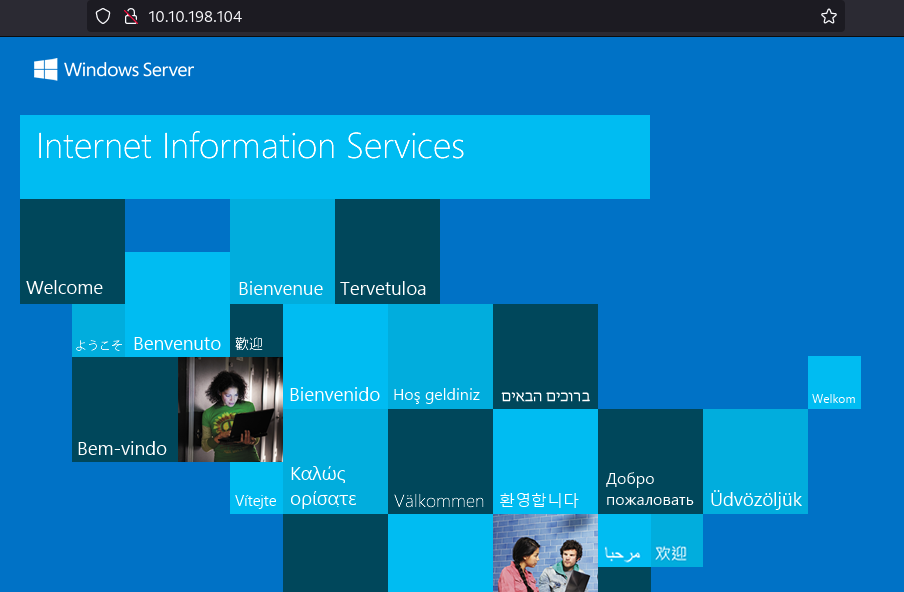 10.10.198.104
Windows Server
Internet Information Services
Welcome
Bienvenue
Tervetuloa
ようこそ
Benvenuto
歡迎
Bienvenido
Hoş geldiniz
ברוכים הבאים
Welkom
Bem-vindo
Vítejte
Καλώς
ορίσατε
Välkommen
환영합니다
Добро
пожаловать
Üdvözöljük
مرحبا
欢迎